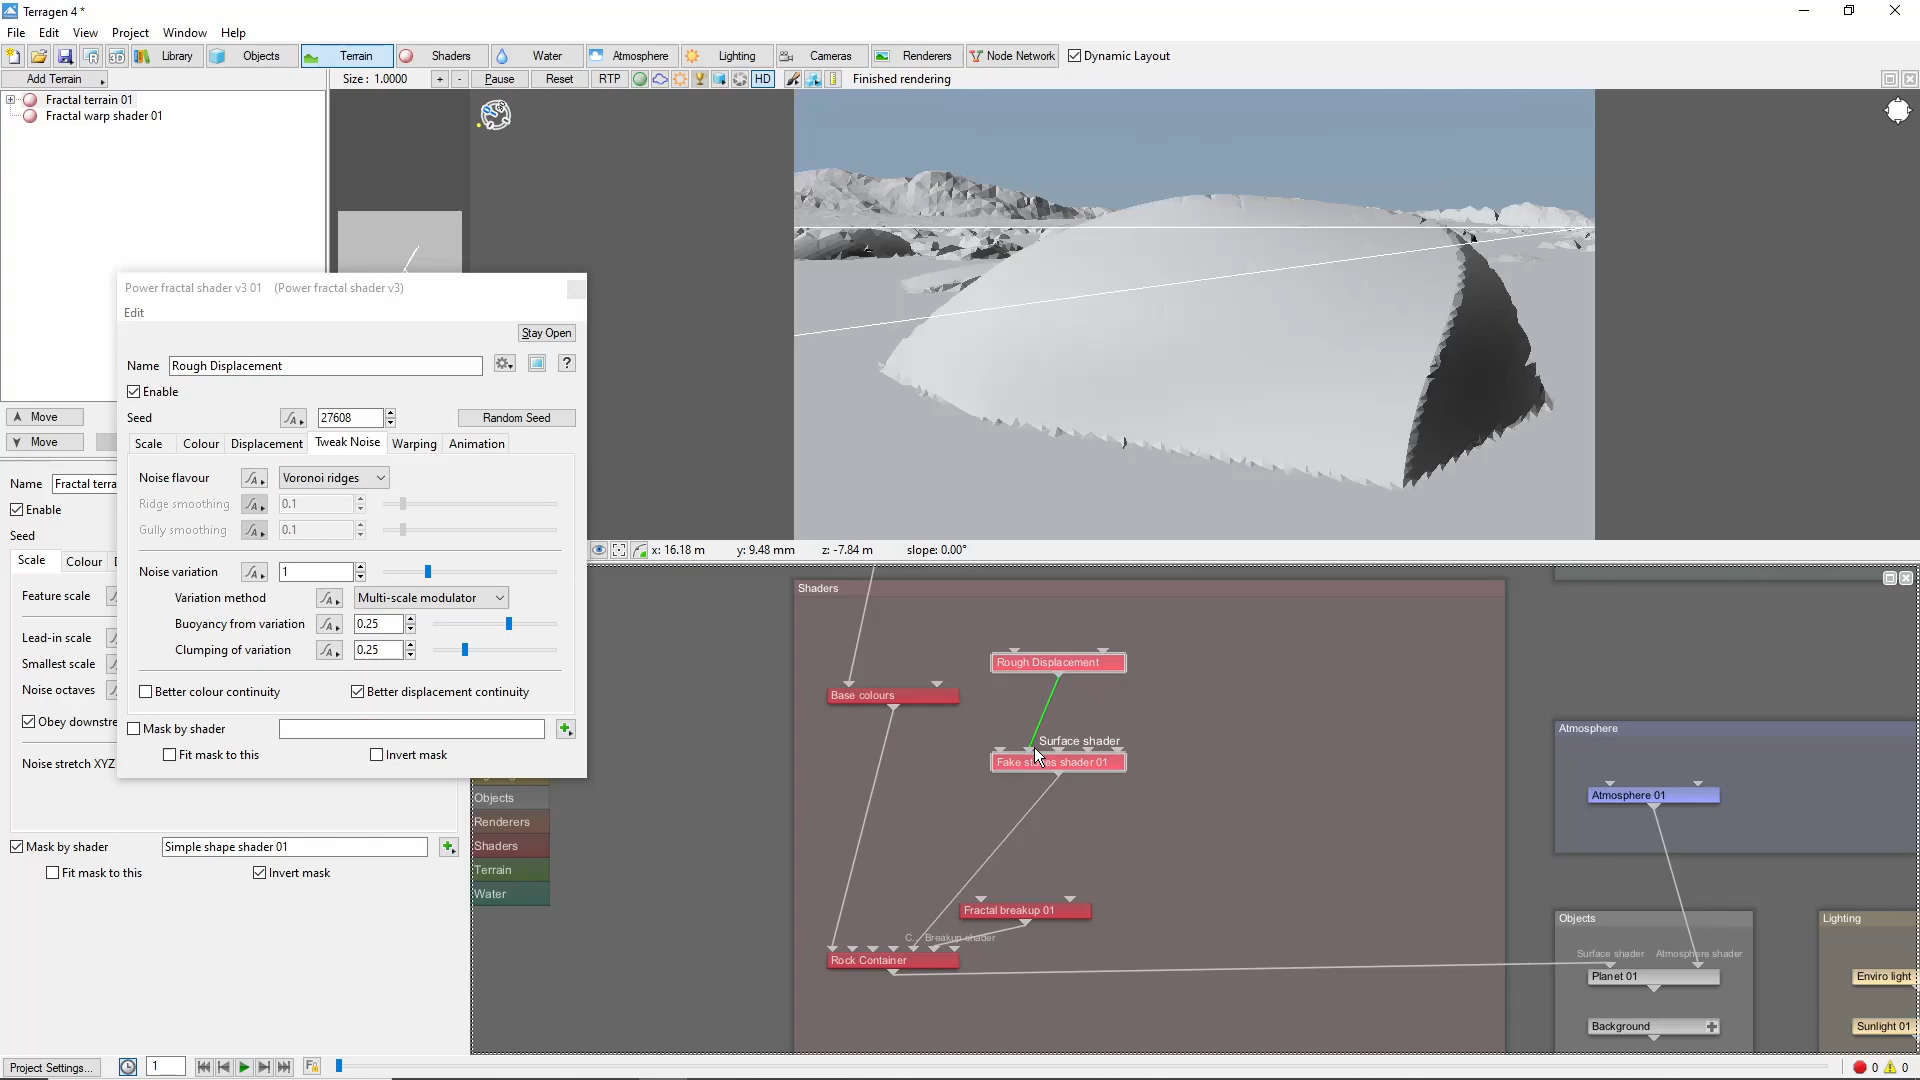 Terragen 4 *
File Edit View Project Window Help
Library Objects Terrain Shaders Water Atmosphere Lighting Cameras Renderers Node Network Dynamic Layout
Add Terrain Size : 1.0000 + - Pause Reset RTP HD Finished rendering
Fractal terrain 01
Fractal warp shader 01
Power fractal shader v3 01 (Power fractal shader v3)
Edit
Stay Open
Name Rough Displacement ?
Enable
Seed 27608 Random Seed
Scale Colour Displacement Tweak Noise Warping Animation
Noise flavour Voronoi ridges
Ridge smoothing 0.1
Gully smoothing 0.1
Noise variation 1
Variation method Multi-scale modulator
Buoyancy from variation 0.25
Clumping of variation 0.25
Better colour continuity Better displacement continuity
Mask by shader
Fit mask to this Invert mask
Move
Move
Name Fractal terra
Enable
Seed
Scale Colour
Feature scale
Lead-in scale
Smallest scale
Noise octaves
Obey downstre
Noise stretch XYZ
Mask by shader Simple shape shader 01
Fit mask to this Invert mask
x: 16.18 m y: 9.48 mm z: -7.84 m slope: 0.00°
Objects
Renderers
Shaders
Terrain
Water
Shaders
Rough Displacement
Base colours
Surface shader
Fake shader 01
Fractal breakup 01
C... Breakup shader
Rock Container
Atmosphere
Atmosphere 01
Objects
Surface shader Atmosphere shader
Planet 01
Background
Lighting
Enviro light
Sunlight 01
Project Settings... 1 0 0